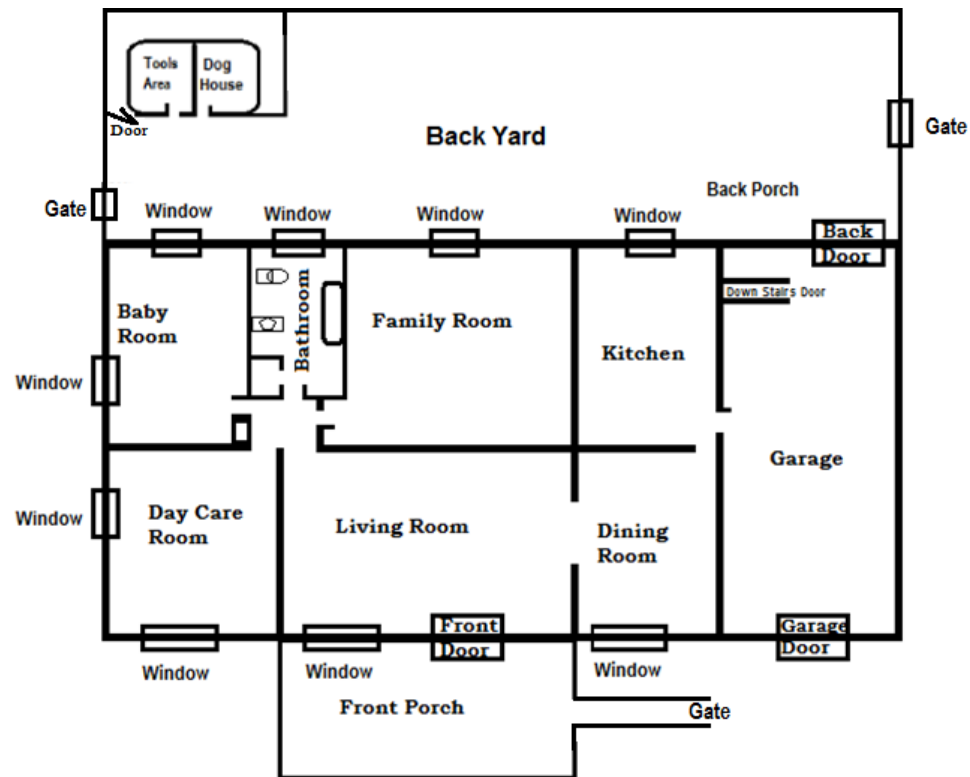 Tools
Area
Dog
House
Door
Back Yard
Gate
Back Porch
Gate
Window
Window
Window
Window
Back
Door
Down Stairs Door
Baby
Room
Bathroom
Family Room
Kitchen
Window
Garage
Window
Day Care
Room
Living Room
Dining
Room
Front
Door
Garage
Door
Window
Window
Window
Front Porch
Gate